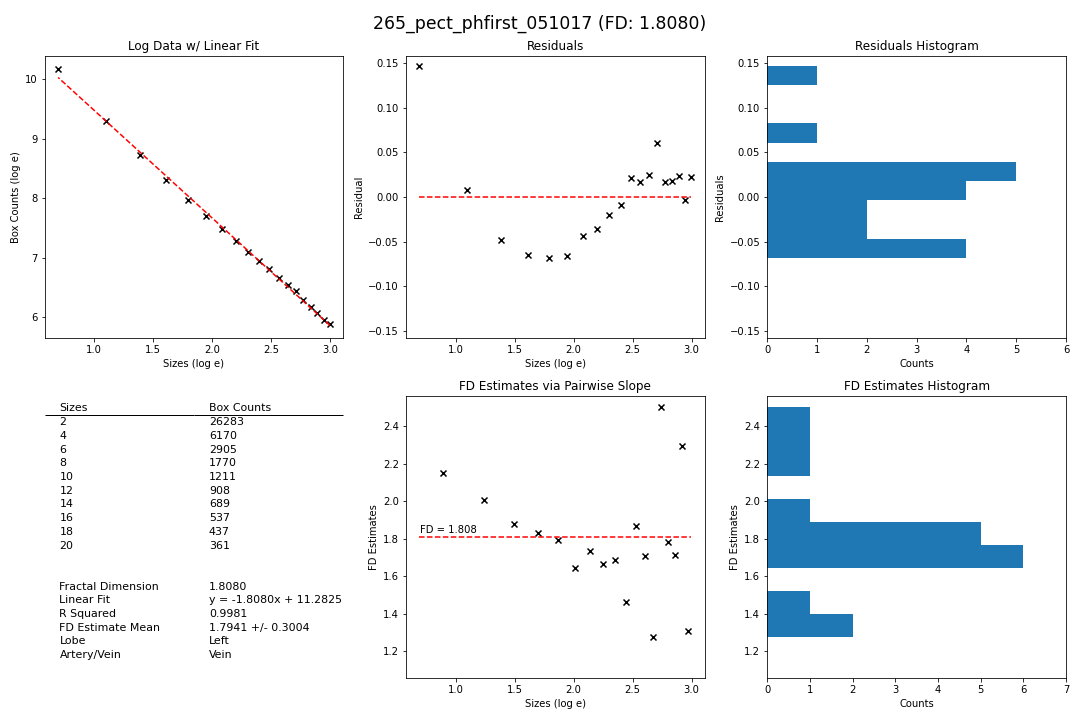 265_pect_phfirst_051017 (FD: 1.8080)
Log Data w/ Linear Fit
Box Counts (log e)
10
9
8
7
6
1.0 1.5 2.0 2.5 3.0
Sizes (log e)
Residuals
Residual
0.15
0.10
0.05
0.00
−0.05
−0.10
−0.15
1.0 1.5 2.0 2.5 3.0
Sizes (log e)
Residuals Histogram
Residuals
0.15
0.10
0.05
0.00
−0.05
−0.10
−0.15
0 1 2 3 4 5 6
Counts
Sizes Box Counts
2 26283
4 6170
6 2905
8 1770
10 1211
12 908
14 689
16 537
18 437
20 361
Fractal Dimension 1.8080
Linear Fit y = -1.8080x + 11.2825
R Squared 0.9981
FD Estimate Mean 1.7941 +/- 0.3004
Lobe Left
Artery/Vein Vein
FD Estimates via Pairwise Slope
FD Estimates
2.4
2.2
2.0
1.8
1.6
1.4
1.2
FD = 1.808
1.0 1.5 2.0 2.5 3.0
Sizes (log e)
FD Estimates Histogram
FD Estimates
2.4
2.2
2.0
1.8
1.6
1.4
1.2
0 1 2 3 4 5 6 7
Counts